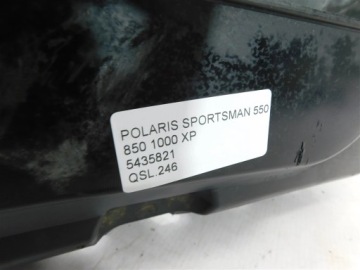 POLARIS SPORTSMAN 550
850 1000 XP
5435821
QSL.246